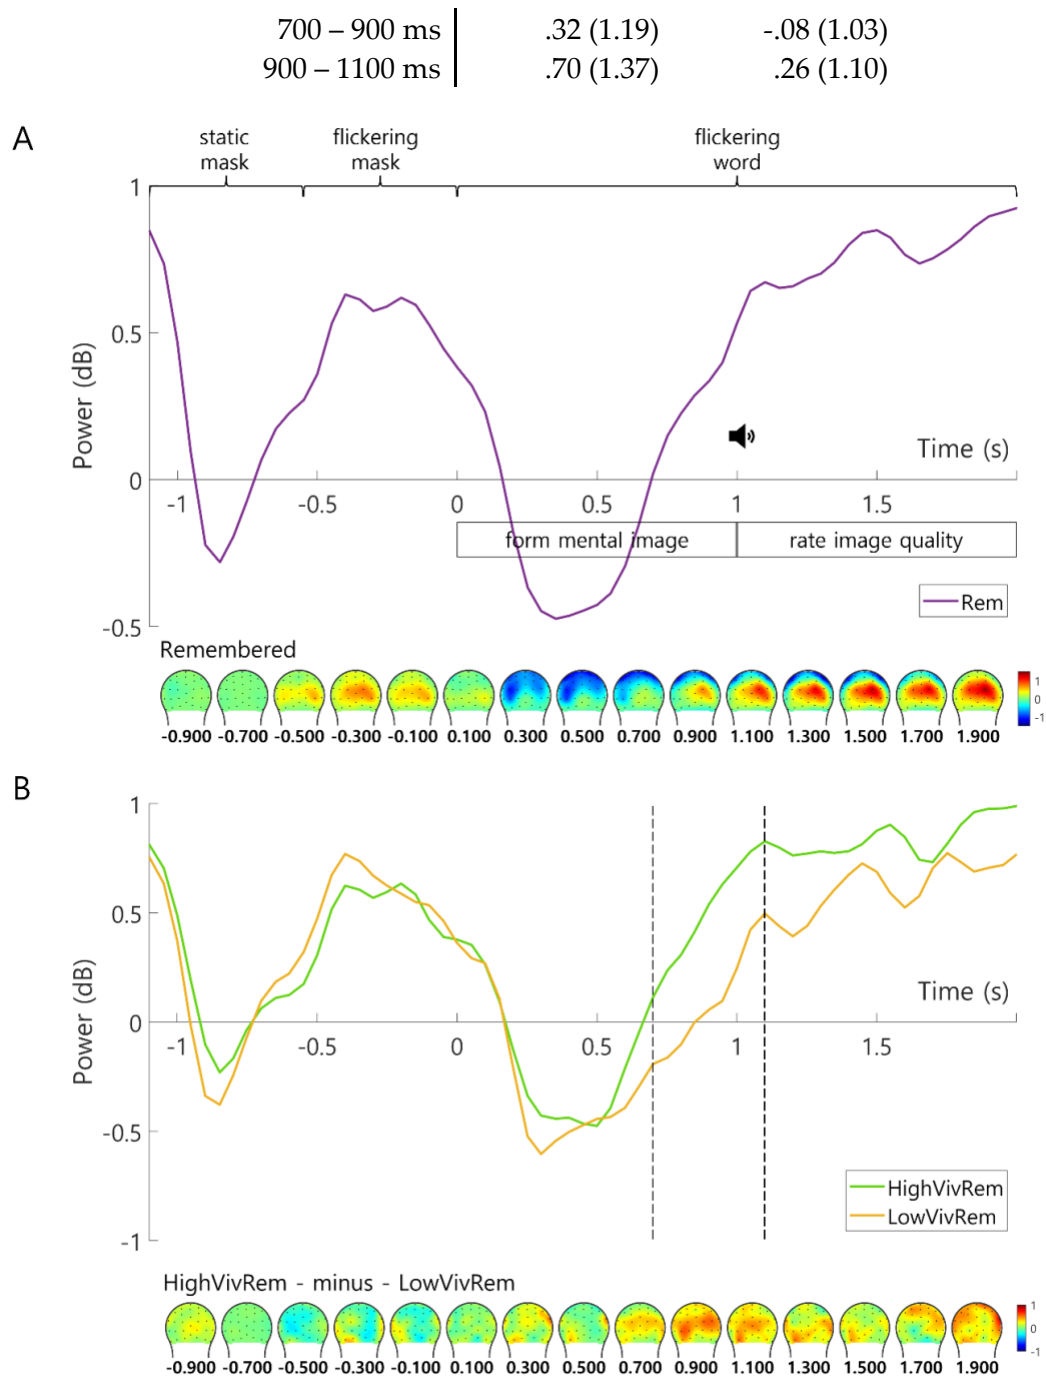 700 – 900 ms .32 (1.19) -.08 (1.03)
900 – 1100 ms .70 (1.37) .26 (1.10)
A
static mask
flickering mask
flickering word
1
0.5
0
-0.5
Power (dB)
-1 -0.5 0 0.5 1 1.5
Time (s)
form mental image rate image quality
Rem
Remembered
1
0
-1
-0.900 -0.700 -0.500 -0.300 -0.100 0.100 0.300 0.500 0.700 0.900 1.100 1.300 1.500 1.700 1.900
B
1
0.5
0
-0.5
-1
Power (dB)
Time (s)
-1 -0.5 0 0.5 1 1.5
HighVivRem
LowVivRem
HighVivRem - minus - LowVivRem
1
0
-1
-0.900 -0.700 -0.500 -0.300 -0.100 0.100 0.300 0.500 0.700 0.900 1.100 1.300 1.500 1.700 1.900